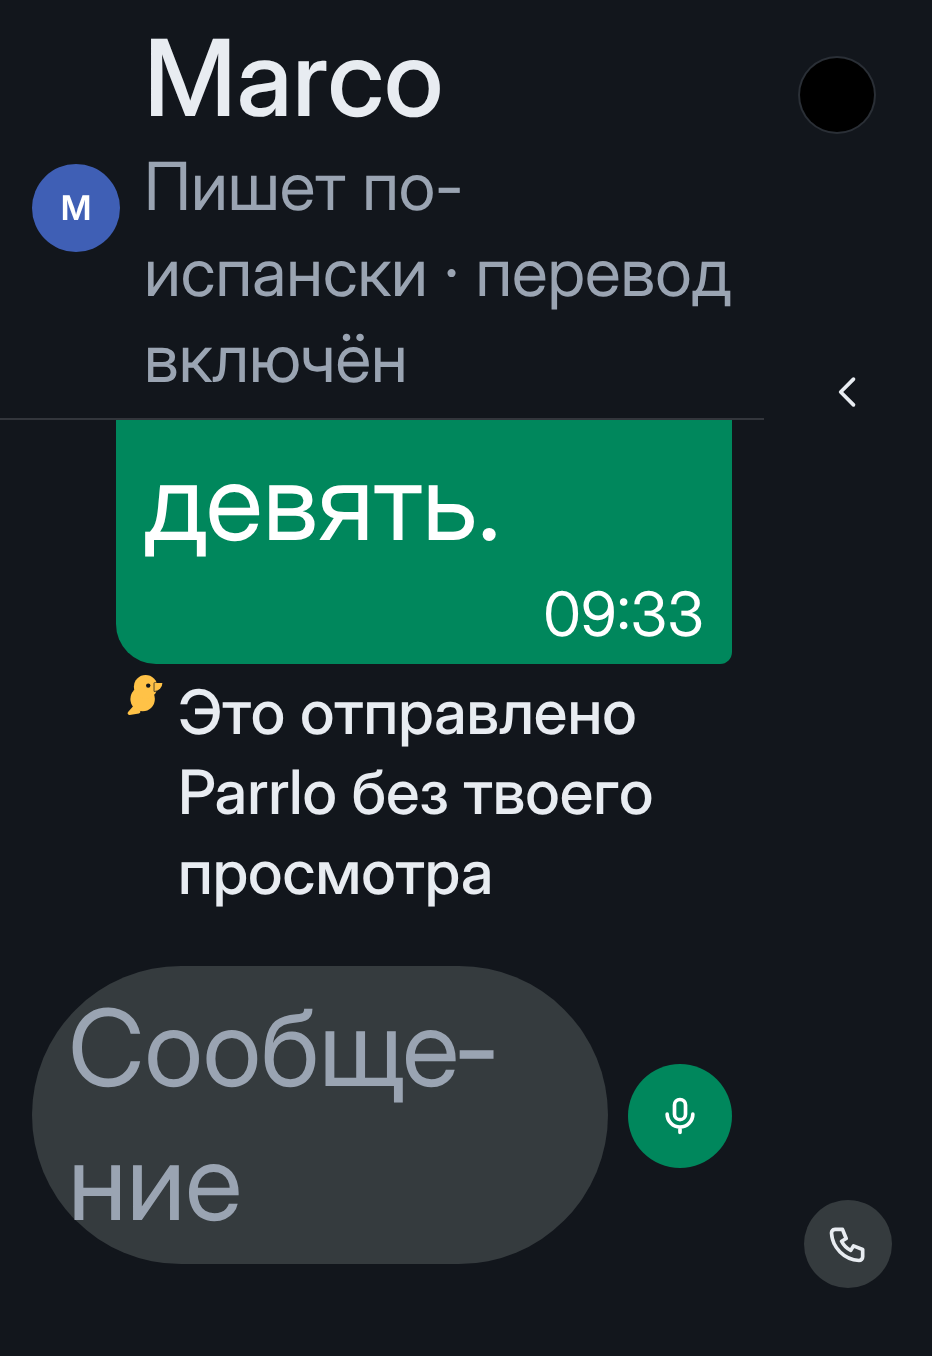 Marco
M
Пишет по-
испански · перевод
включён
девять.
09:33
Это отправлено
Parrlo без твоего
просмотра
Сообще-
ние